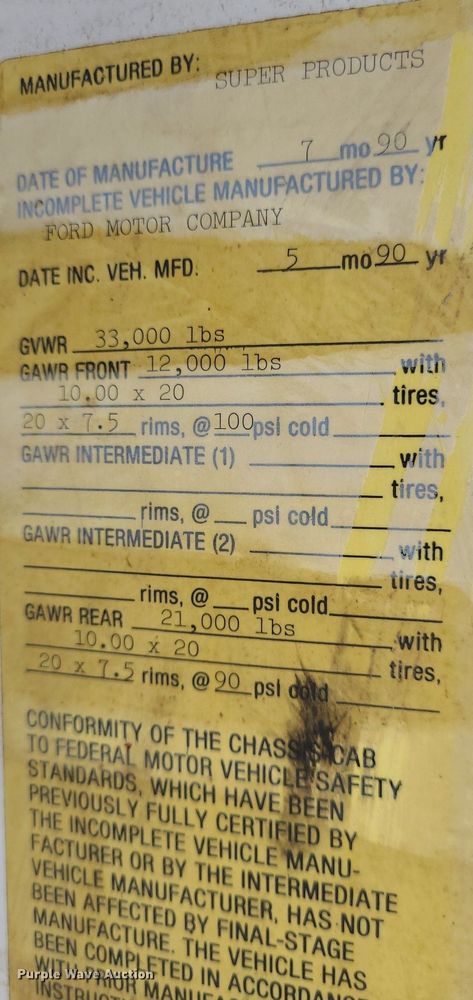 MANUFACTURED BY: SUPER PRODUCTS
DATE OF MANUFACTURE 7 mo 90 yr
INCOMPLETE VEHICLE MANUFACTURED BY:
FORD MOTOR COMPANY
DATE INC. VEH. MFD. 5 mo 90 yr
GVWR 33,000 lbs
GAWR FRONT 12,000 lbs with
10.00 x 20 tires,
20 x 7.5 rims, @ 100 psi cold
GAWR INTERMEDIATE (1) with
tires,
rims, @ psi cold
GAWR INTERMEDIATE (2) with
tires,
rims, @ psi cold
GAWR REAR 21,000 lbs with
10.00 x 20 tires,
20 x 7.5 rims, @ 90 psi cold
CONFORMITY OF THE CHASSIS-CAB
TO FEDERAL MOTOR VEHICLE SAFETY
STANDARDS, WHICH HAVE BEEN
PREVIOUSLY FULLY CERTIFIED BY
THE INCOMPLETE VEHICLE MANU-
FACTURER OR BY THE INTERMEDIATE
VEHICLE MANUFACTURER, HAS NOT
BEEN AFFECTED BY FINAL-STAGE
MANUFACTURE. THE VEHICLE HAS
BEEN COMPLETED IN ACCORDANCE
WITH PRIOR MANUFAC
INSTRUC
Purple Wave Auction